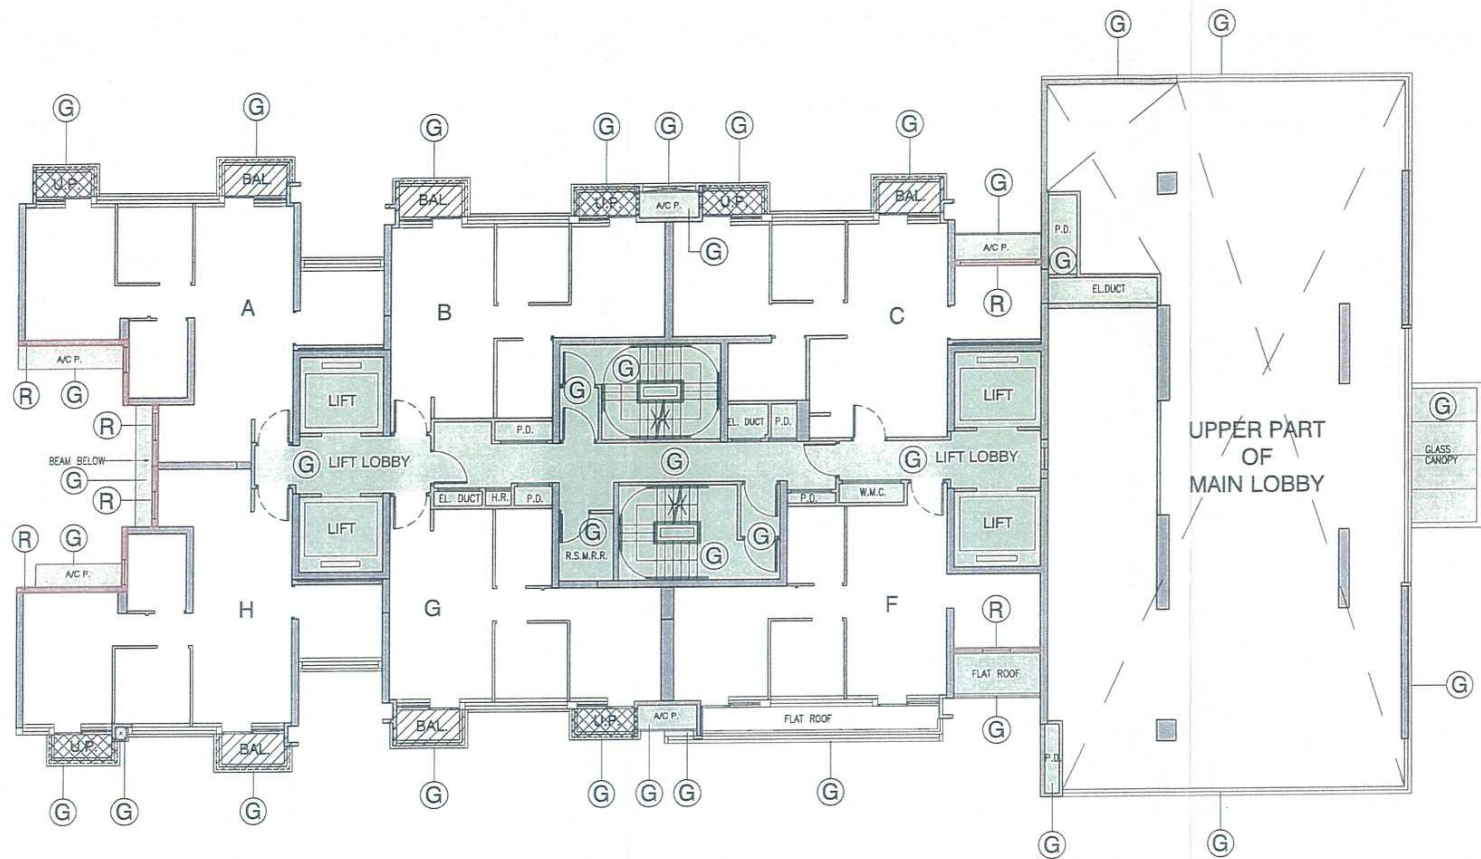 G G
G G G G G G G
G
U.P. BAL. BAL. U.P. A/C P. U.P. BAL.
P.D.
G
A/C P.
G
EL.DUCT
R
A B C
A/C P.
R G
G G
LIFT LIFT
G
R
P.D. EL. DUCT P.D.
UPPER PART
OF
MAIN LOBBY
GLASS
CANOPY
BEAM BELOW
G LIFT LOBBY G G LIFT LOBBY
G
R
EL. DUCT H.R. P.D. P.D. W.M.C.
LIFT LIFT
R G
G G G
R.S.M.R.R.
A/C P.
H G F
R
FLAT ROOF
G
U.P. BAL. BAL. U.P. A/C P. FLAT ROOF
G
P.D.
G G G G G G G G
G G